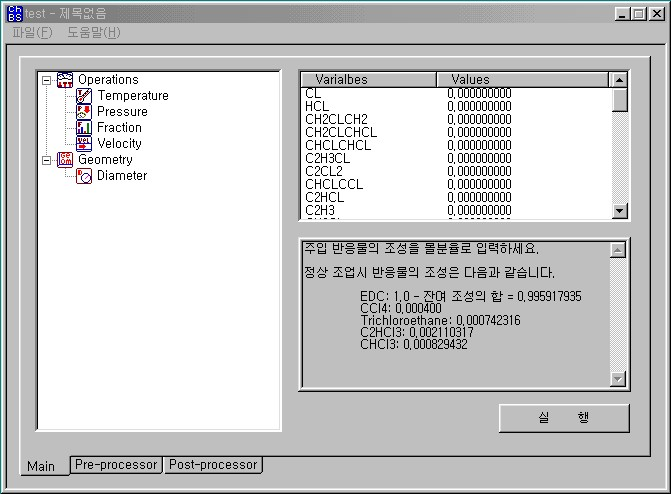 Ch
BS
test - 제목없음
파일(F) 도움말(H)
Operations
Temperature
Pressure
Fraction
Velocity
Geometry
Diameter
Varialbes Values
CL 0,000000000
HCL 0,000000000
CH2CLCH2 0,000000000
CH2CLCHCL 0,000000000
CHCLCHCL 0,000000000
C2H3CL 0,000000000
C2CL2 0,000000000
CHCLCCL 0,000000000
C2HCL 0,000000000
C2H3 0,000000000
주입 반응물의 조성을 몰분율로 입력하세요.
정상 조업시 반응물의 조성은 다음과 같습니다.
EDC: 1,0 - 잔여 조성의 합 = 0,995917935
CCl4: 0,000400
Trichloroethane: 0,000742316
C2HCl3: 0,002110317
CHCl3: 0,000829432
실 행
Main Pre-processor Post-processor